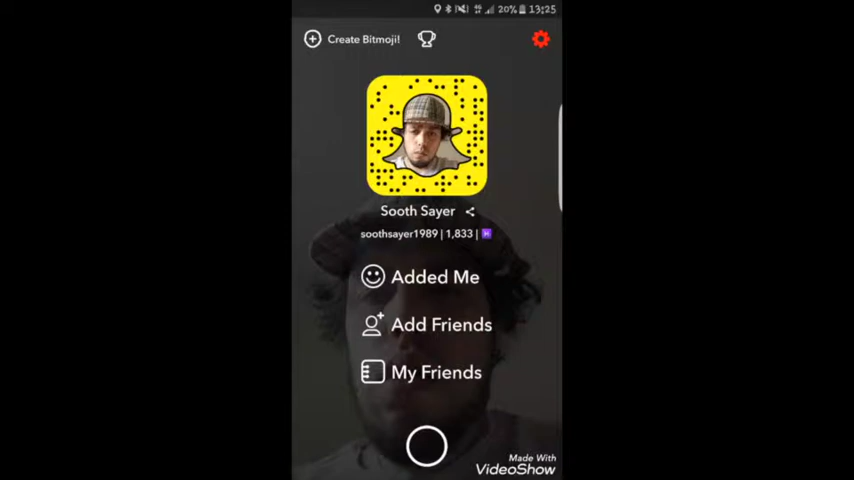 20% 13:25
Create Bitmoji!
Sooth Sayer
soothsayer1989 | 1,833 |
Added Me
Add Friends
My Friends
Made With
VideoShow